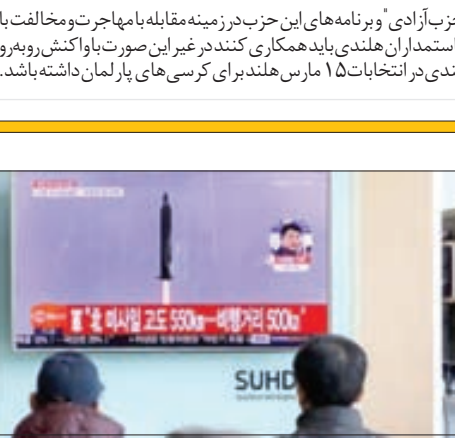 حزب آزادی" و برنامه های این حزب در زمینه مقابله با مهاجرت و مخالفت با
استمداران هلندی باید همکاری کنند در غیر این صورت با واکنش روبه رو
ندی در انتخابات ۱۵ مارس هلند برای کرسی های پارلمان داشته باشد.
"北 미사일 고도 550㎞-비행거리 500㎞"
SUHD